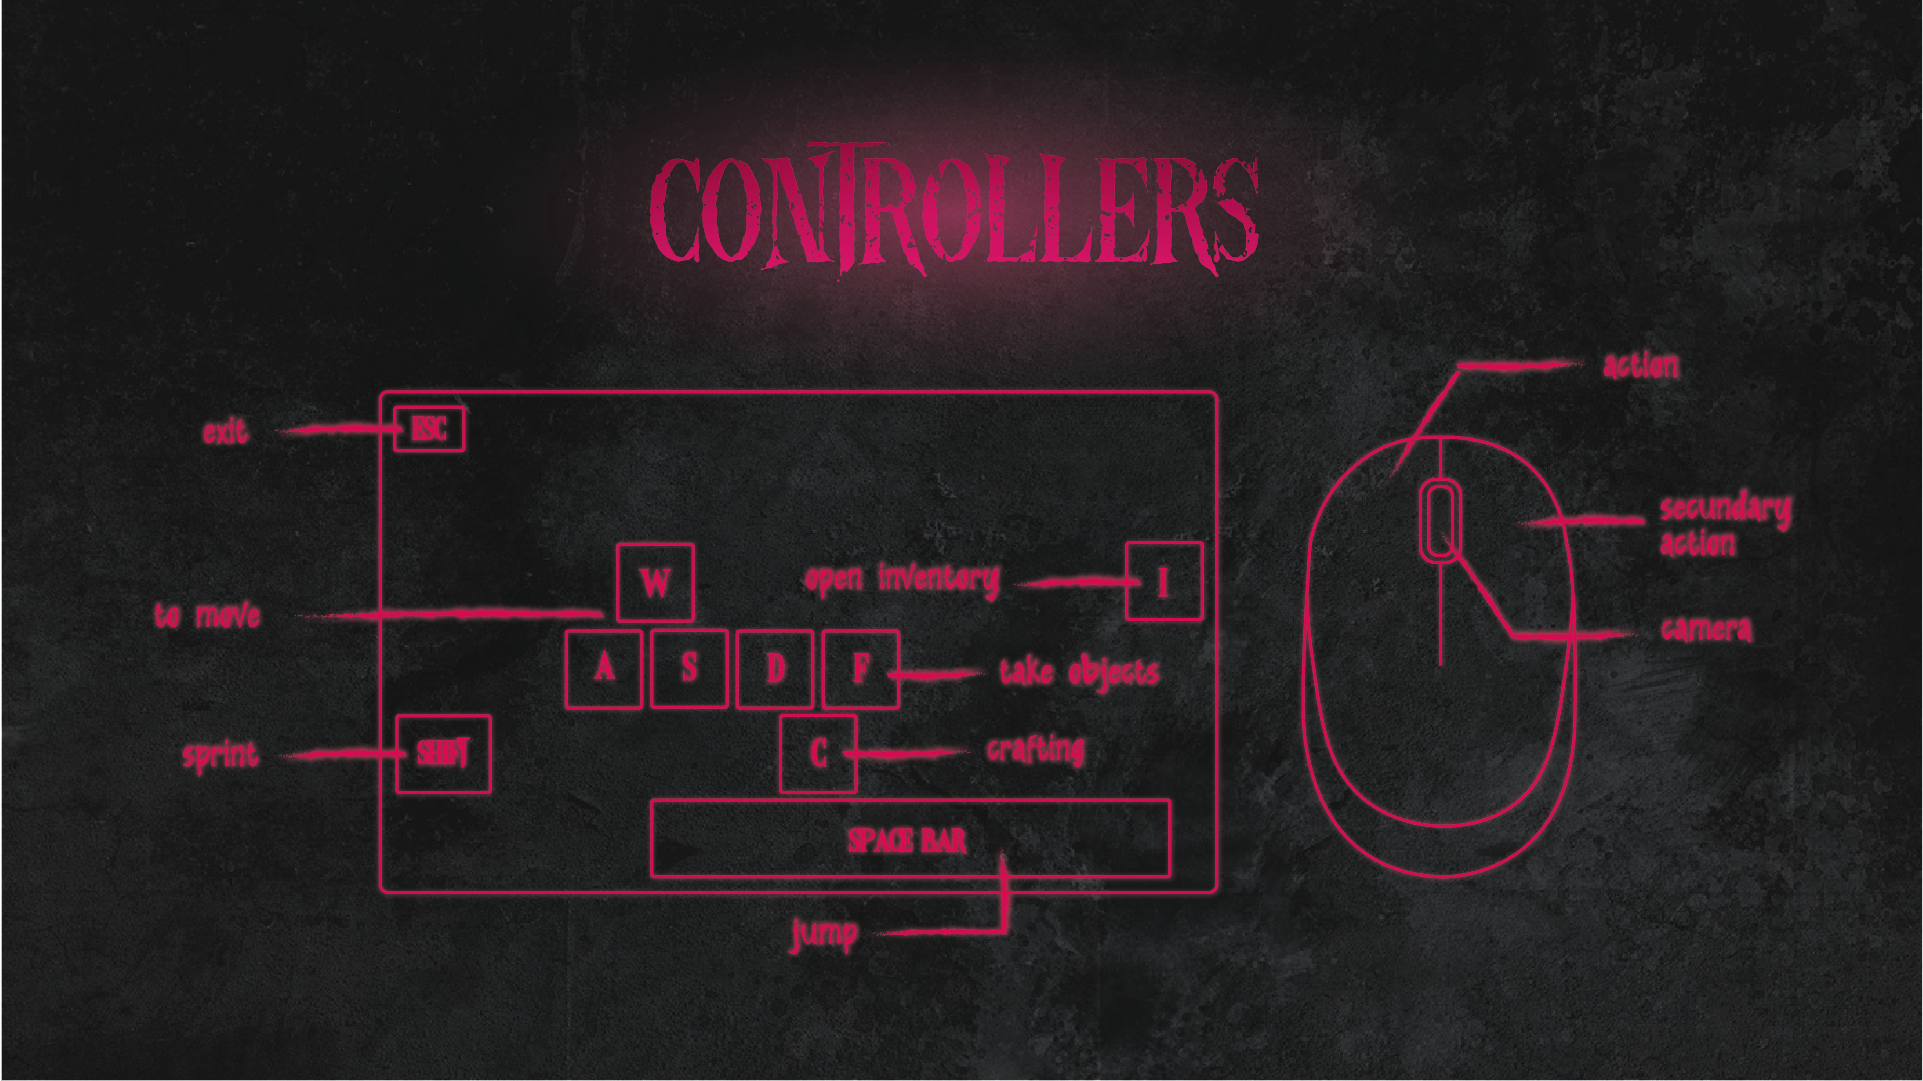 CONTROLLERS
exit
ESC
action
secundary
action
W
open inventory
I
to move
A S D F
take objects
camera
sprint
SHIFT
C
crafting
SPACE BAR
jump